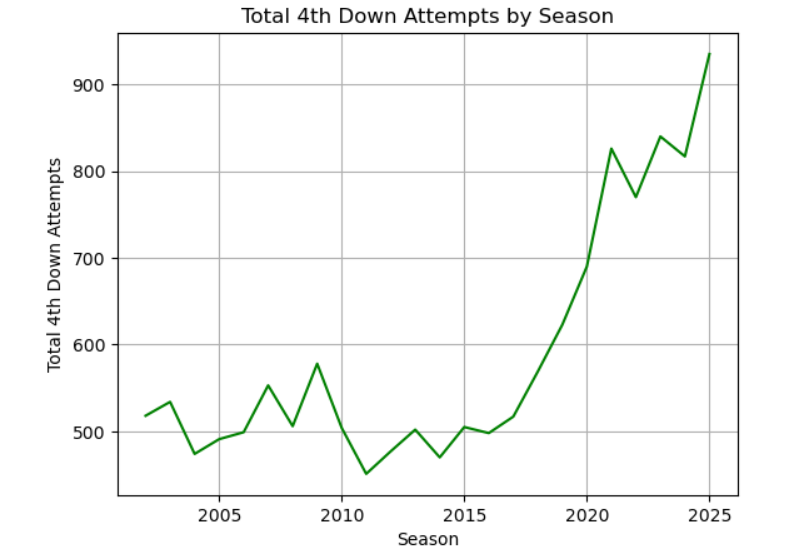 Total 4th Down Attempts by Season
900
800
700
600
500
Total 4th Down Attempts
2005 2010 2015 2020 2025
Season